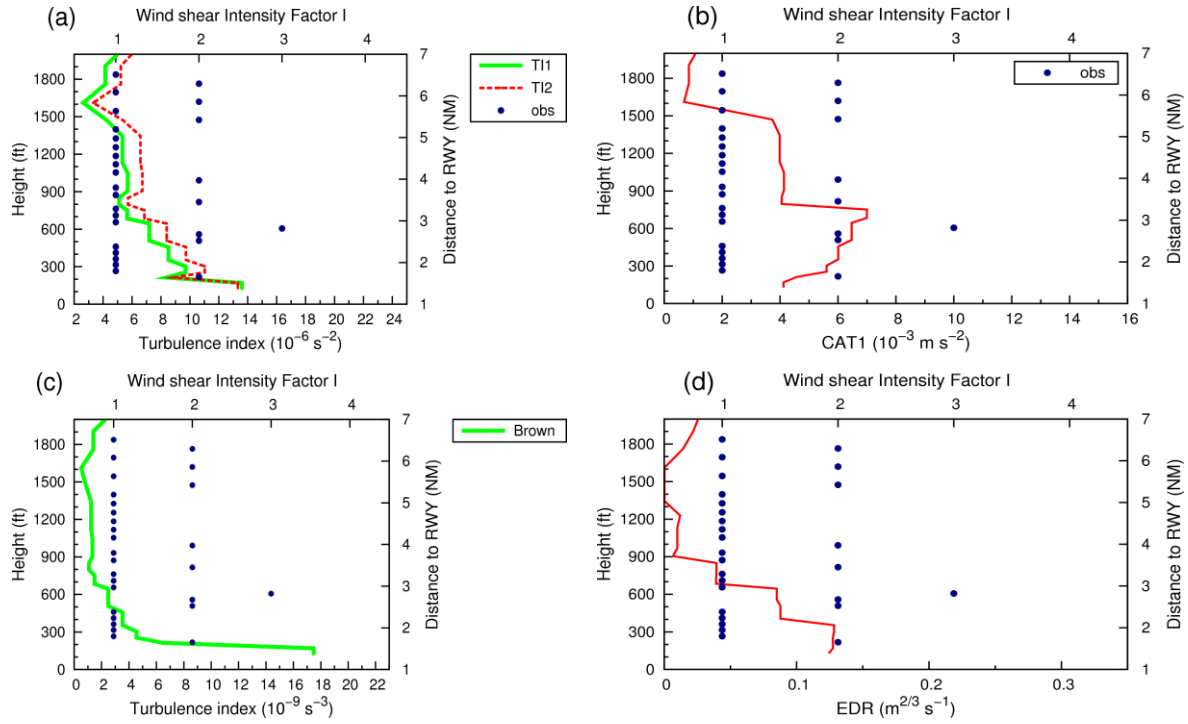 (a)
Wind shear Intensity Factor I
1 2 3 4
Height (ft)
1800
1500
1200
900
600
300
0
7
6
5
4
3
2
1
Distance to RWY (NM)
2 4 6 8 10 12 14 16 18 20 22 24
Turbulence index (10⁻⁶ s⁻²)
TI1
TI2
obs
(b)
Wind shear Intensity Factor I
1 2 3 4
Height (ft)
1800
1500
1200
900
600
300
0
7
6
5
4
3
2
1
Distance to RWY (NM)
0 2 4 6 8 10 12 14 16
CAT1 (10⁻³ m s⁻²)
obs
(c)
Wind shear Intensity Factor I
1 2 3 4
Height (ft)
1800
1500
1200
900
600
300
0
7
6
5
4
3
2
1
Distance to RWY (NM)
0 2 4 6 8 10 12 14 16 18 20 22
Turbulence index (10⁻⁹ s⁻³)
Brown
(d)
Wind shear Intensity Factor I
1 2 3 4
Height (ft)
1800
1500
1200
900
600
300
0
7
6
5
4
3
2
1
Distance to RWY (NM)
0 0.1 0.2 0.3
EDR (m²/³ s⁻¹)